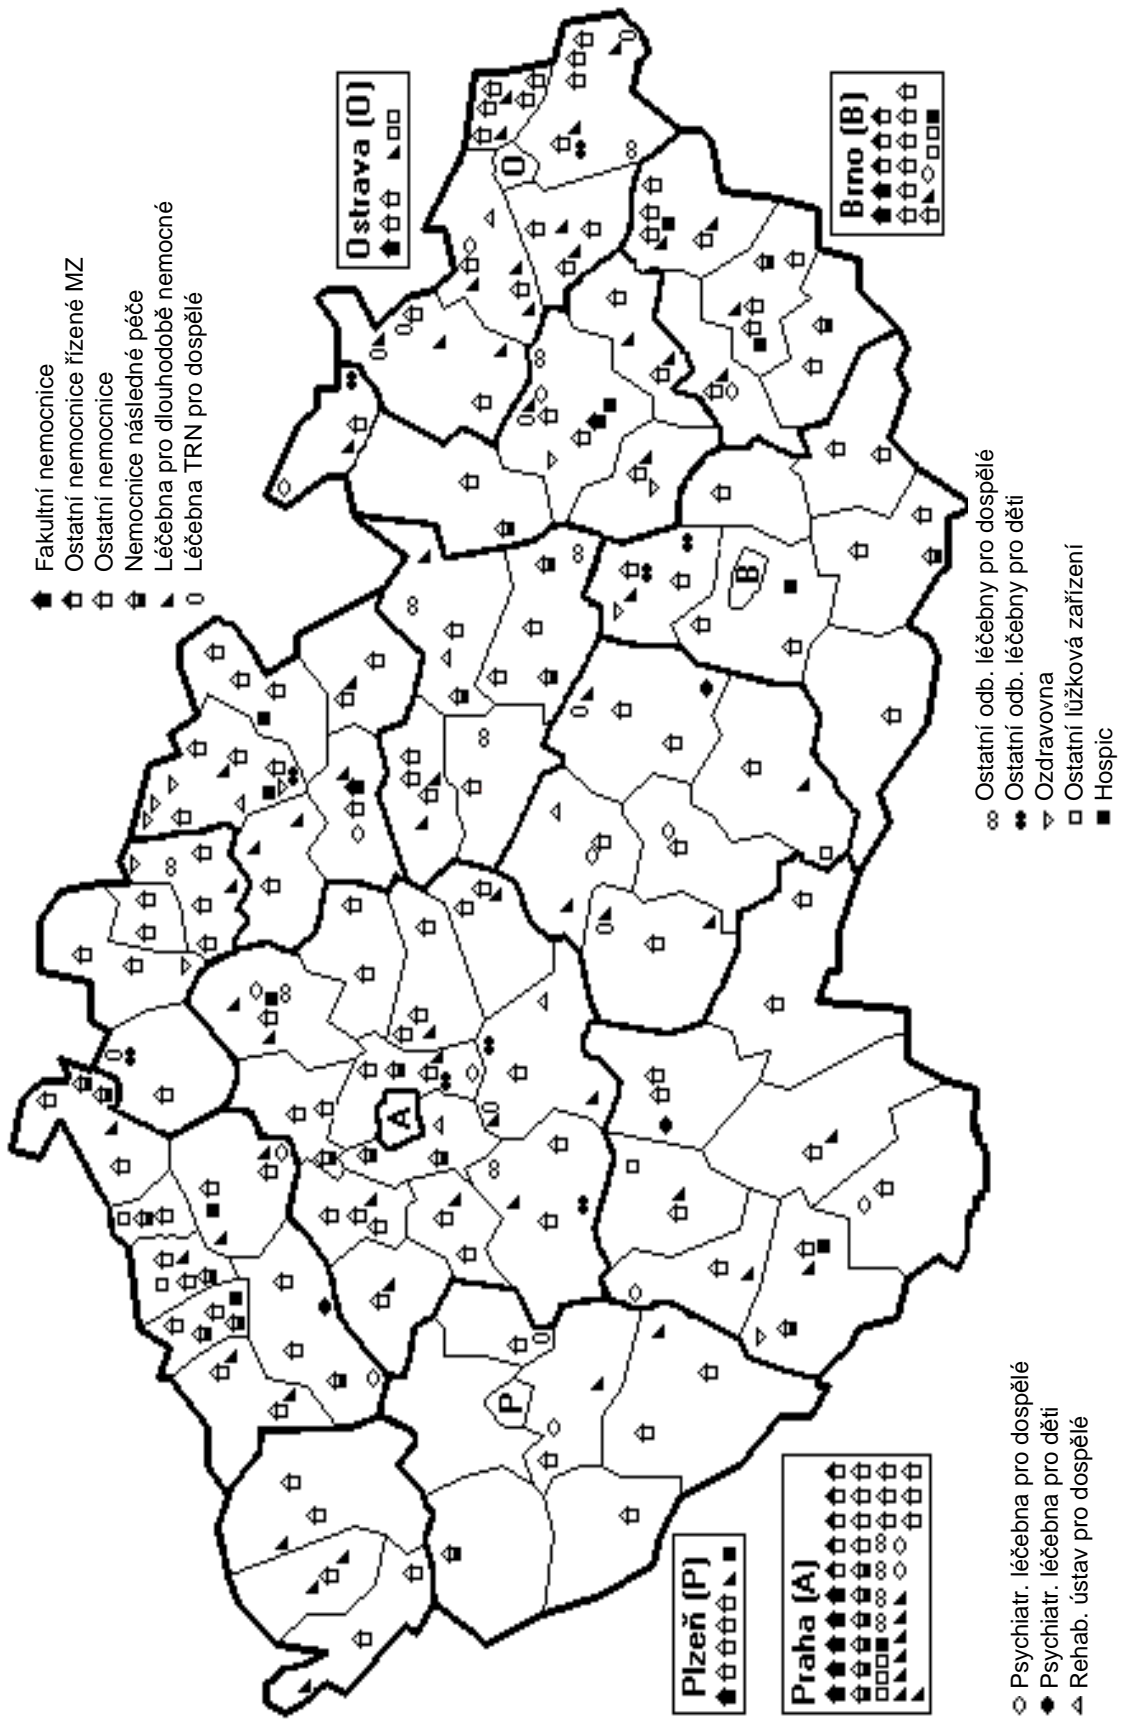 Fakultní nemocnice
Ostatní nemocnice řízené MZ
Ostatní nemocnice
Nemocnice následné péče
Léčebna pro dlouhodobě nemocné
Léčebna TRN pro dospělé
Ostrava (O)
O
Brno (B)
B
A
P
Plzeň (P)
Praha (A)
Psychiatr. léčebna pro dospělé
Psychiatr. léčebna pro děti
Rehab. ústav pro dospělé
Ostatní odb. léčebny pro dospělé
Ostatní odb. léčebny pro děti
Ozdravovna
Ostatní lůžková zařízení
Hospic